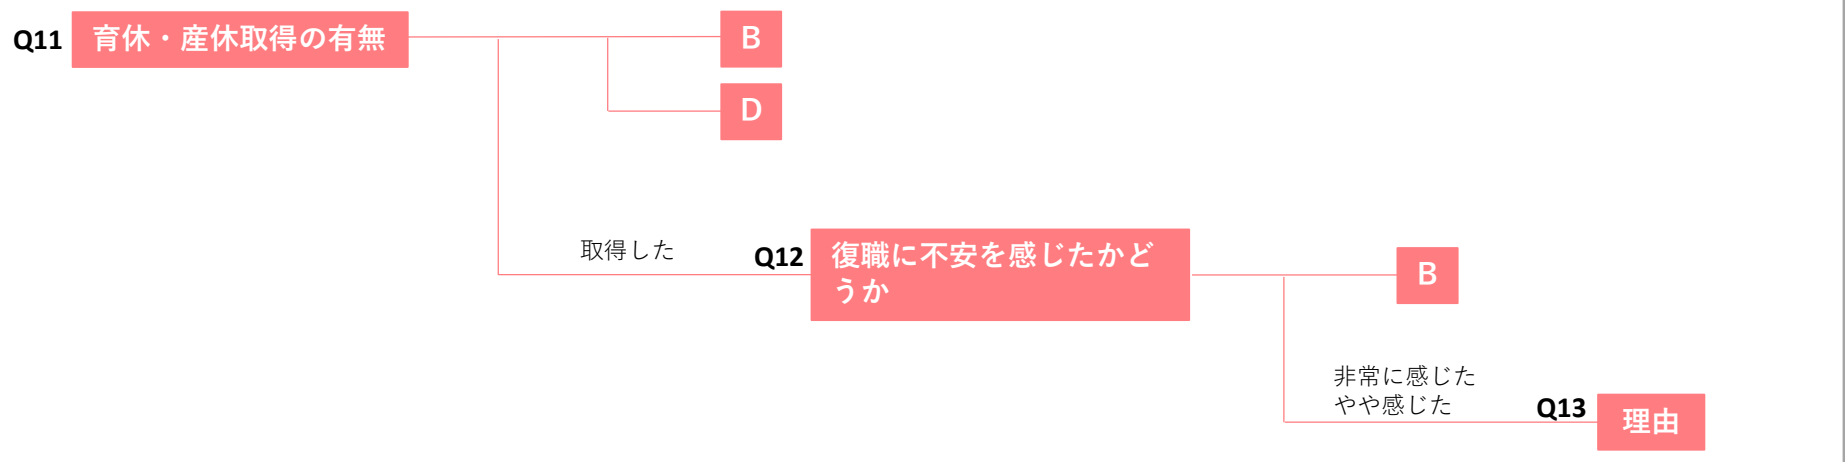 Q11 育休・産休取得の有無
B
D
取得した
Q12 復職に不安を感じたかど
うか
B
非常に感じた
やや感じた
Q13 理由